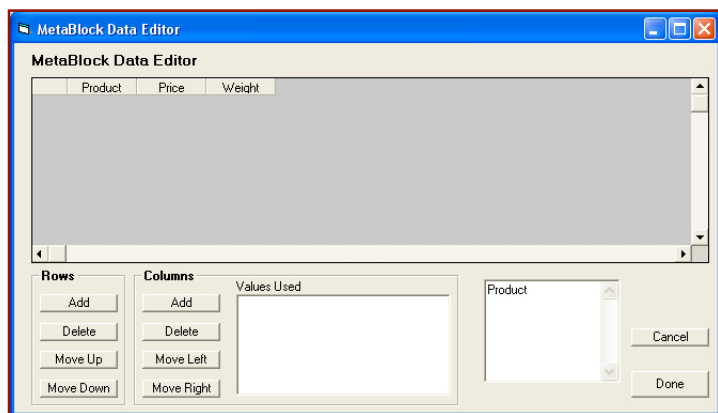 MetaBlock Data Editor
MetaBlock Data Editor
Product Price Weight
Rows
Add
Delete
Move Up
Move Down
Columns
Add
Delete
Move Left
Move Right
Values Used
Product
Cancel
Done